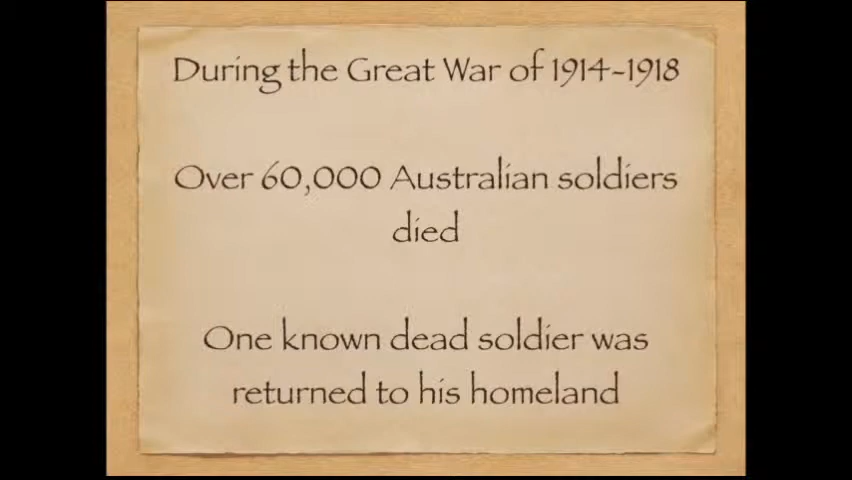 During the Great War of 1914-1918
Over 60,000 Australian soldiers
died
One known dead soldier was
returned to his homeland